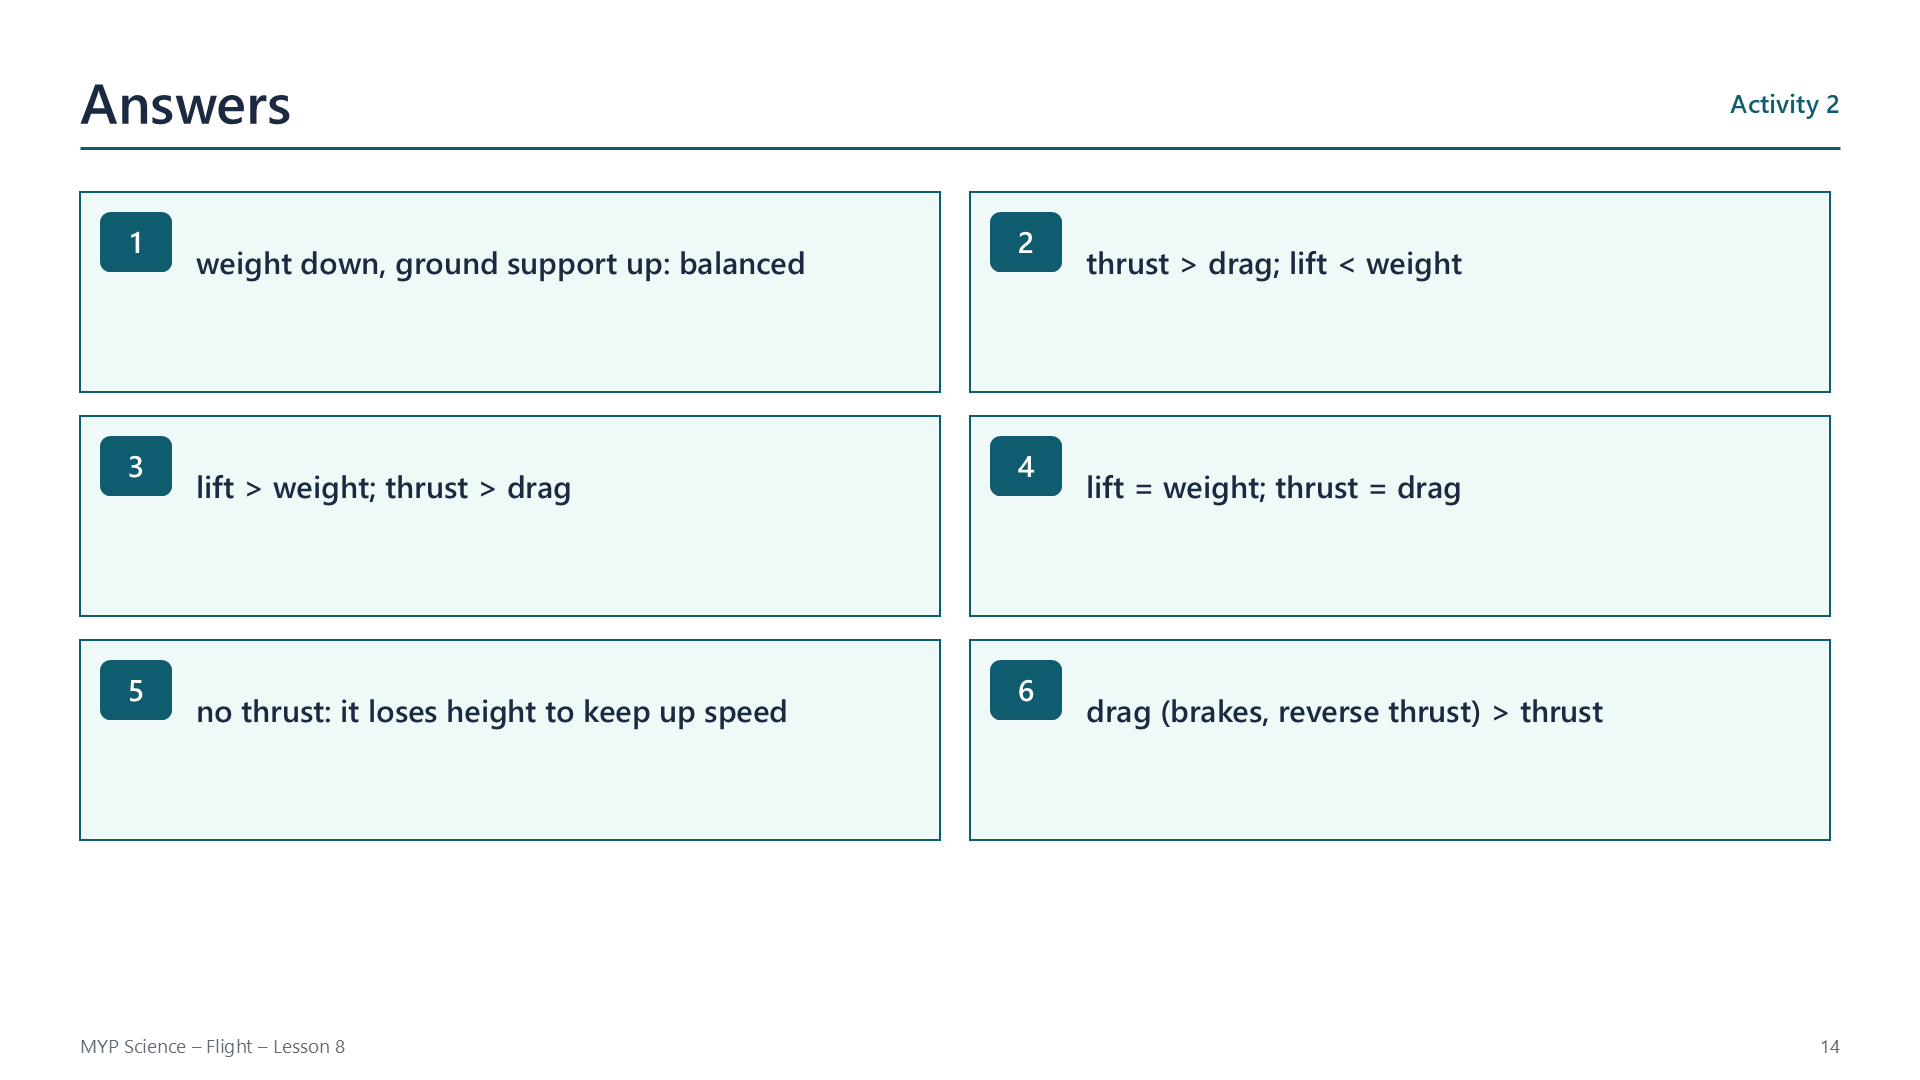 Answers
Activity 2
1
weight down, ground support up: balanced
2
thrust > drag; lift < weight
3
lift > weight; thrust > drag
4
lift = weight; thrust = drag
5
no thrust: it loses height to keep up speed
6
drag (brakes, reverse thrust) > thrust
MYP Science – Flight – Lesson 8
14